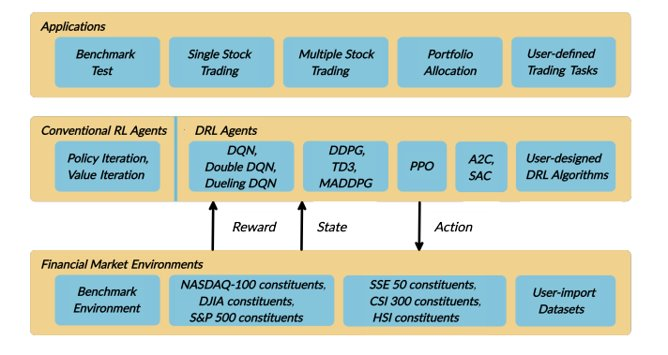 Applications
Benchmark
Test
Single Stock
Trading
Multiple Stock
Trading
Portfolio
Allocation
User-defined
Trading Tasks
Conventional RL Agents
DRL Agents
Policy Iteration,
Value Iteration
DQN,
Double DQN,
Dueling DQN
DDPG,
TD3,
MADDPG
PPO
A2C,
SAC
User-designed
DRL Algorithms
Reward
State
Action
Financial Market Environments
Benchmark
Environment
NASDAQ-100 constituents,
DJIA constituents,
S&P 500 constituents
SSE 50 constituents,
CSI 300 constituents,
HSI constituents
User-import
Datasets